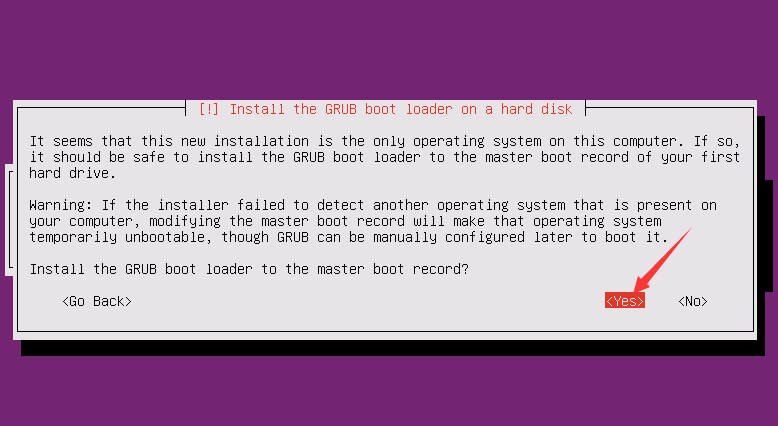 [!] Install the GRUB boot loader on a hard disk
It seems that this new installation is the only operating system on this computer. If so,
it should be safe to install the GRUB boot loader to the master boot record of your first
hard drive.
Warning: If the installer failed to detect another operating system that is present on
your computer, modifying the master boot record will make that operating system
temporarily unbootable, though GRUB can be manually configured later to boot it.
Install the GRUB boot loader to the master boot record?
<Go Back> <Yes> <No>